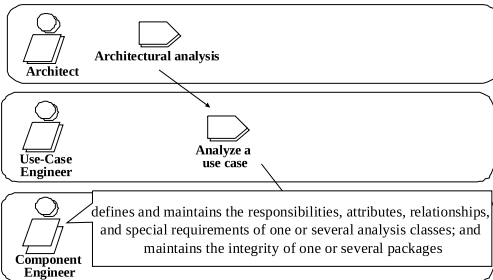 Architectural analysis
Architect
Analyze a
use case
Use-Case
Engineer
defines and maintains the responsibilities, attributes, relationships,
and special requirements of one or several analysis classes; and
maintains the integrity of one or several packages
Component
Engineer